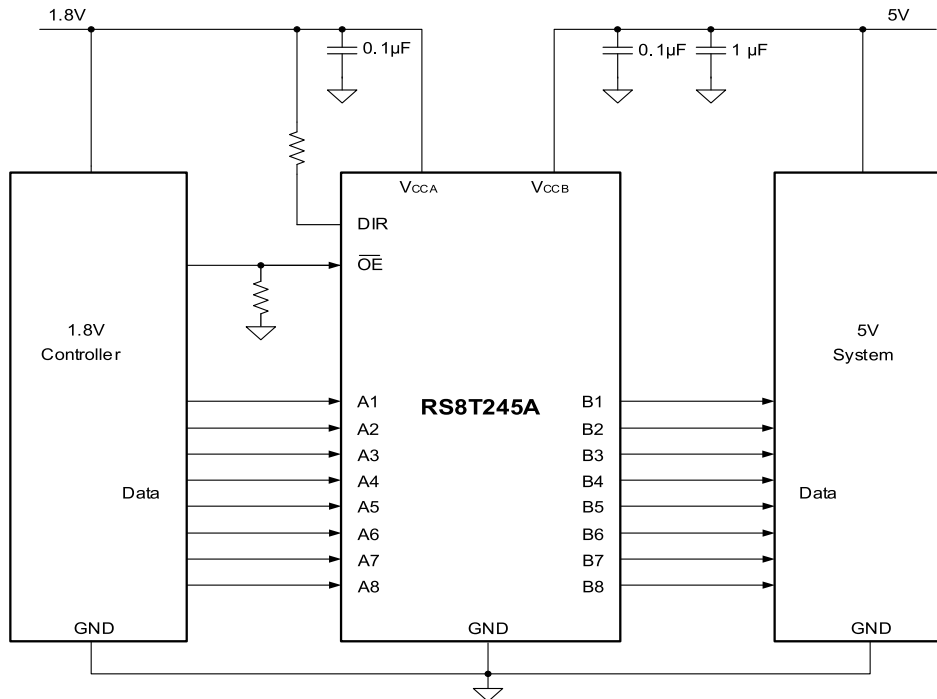 1.8V
5V
0.1µF
0.1µF
1 µF
VCCA
VCCB
DIR
OE
1.8V
Controller
5V
System
RS8T245A
A1
B1
A2
B2
A3
B3
A4
B4
A5
B5
A6
B6
A7
B7
A8
B8
Data
Data
GND
GND
GND